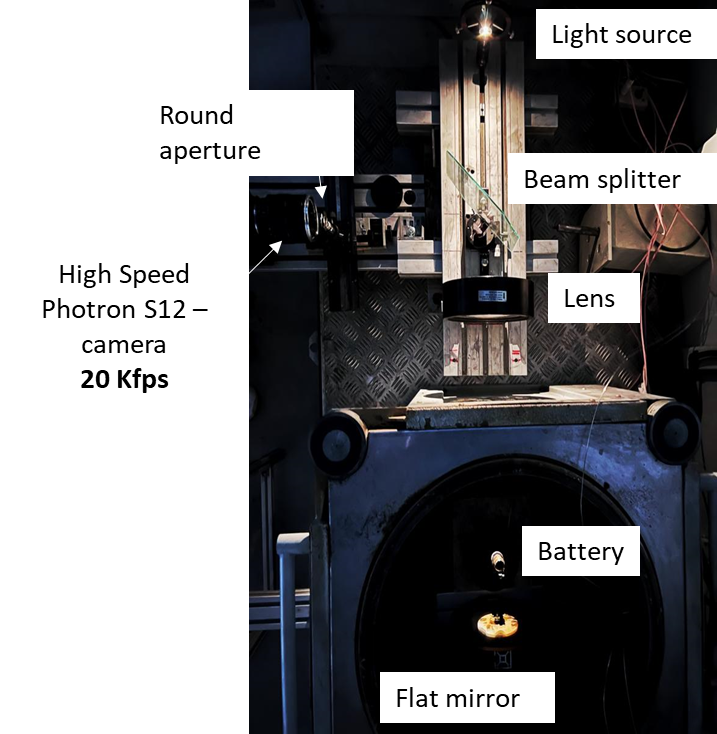 Light source
Round
aperture
Beam splitter
High Speed
Photron S12 –
camera
20 Kfps
Lens
Battery
Flat mirror